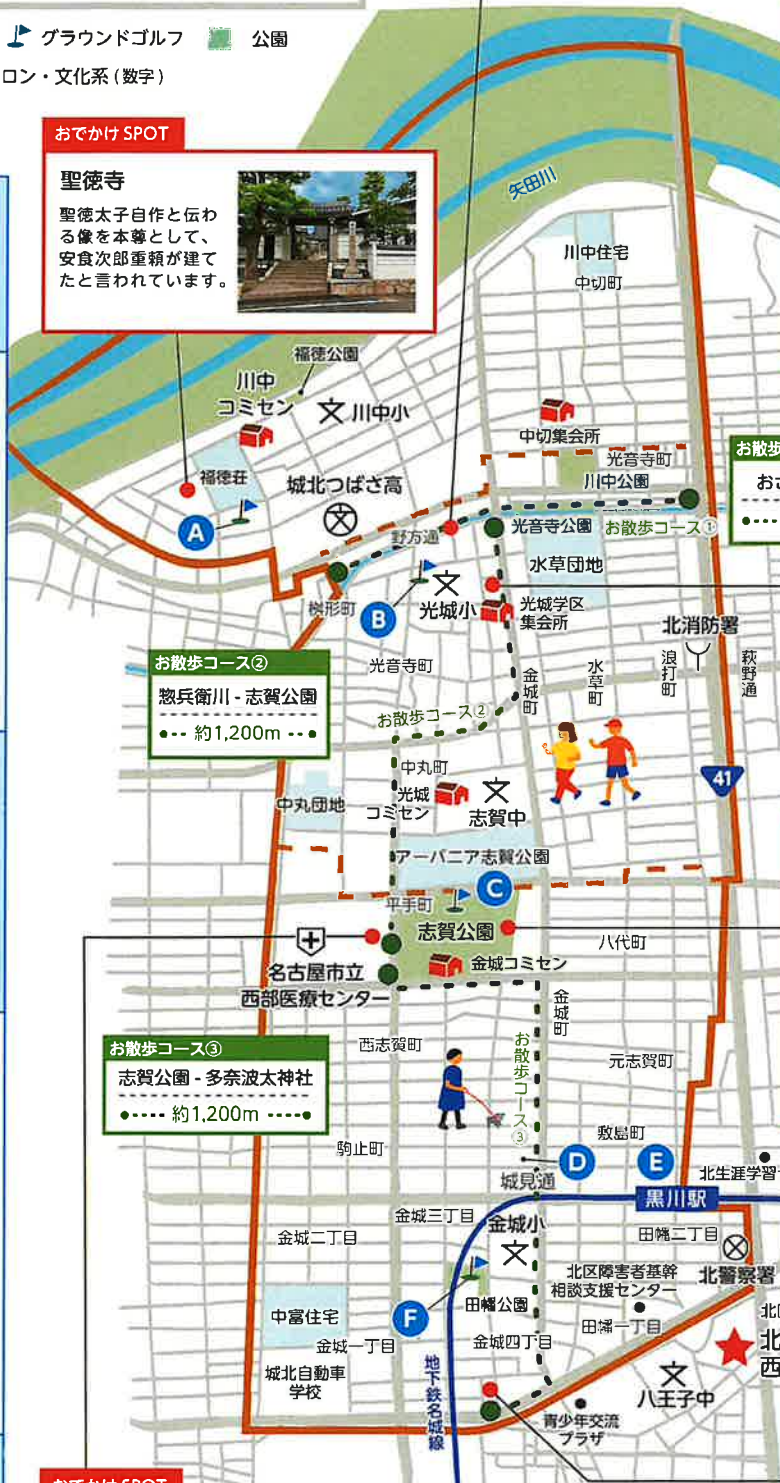 グラウンドゴルフ 公園
ロン・文化系(数字)
おでかけSPOT
聖徳寺
聖徳太子自作と伝わ
る像を本尊として、
安食次郎重頼が建て
たと言われています。
矢田川
川中住宅
中切町
福徳公園
川中
コミセン
川中小
中切集会所
光音寺町
川中公園
福徳荘
城北つばさ高
A
野方通
光音寺公園
お散歩コース①
お散歩
おさ
水草団地
桝形町
B
光城小
光城学区
集会所
北消防署
光音寺町
金城町
水草町
浪打町
萩野通
お散歩コース②
惣兵衛川 - 志賀公園
約1,200m
お散歩コース②
中丸町
光城
コミセン
志賀中
41
中丸団地
アーバニア志賀公園
C
平手町
志賀公園
八代町
名古屋市立
西部医療センター
金城コミセン
金城町
西志賀町
お散歩コース③
元志賀町
お散歩コース③
志賀公園 - 多奈波太神社
約1,200m
敷島町
駒止町
D
E
北生涯学習
城見通
黒川駅
金城三丁目
金城小
田幡二丁目
金城二丁目
北警察署
北区障害者基幹
相談支援センター
田幡公園
F
中富住宅
田幡一丁目
金城一丁目
金城四丁目
北
西
城北自動車
学校
地下鉄名城線
八王子中
青少年交流
プラザ
おでかけSPOT